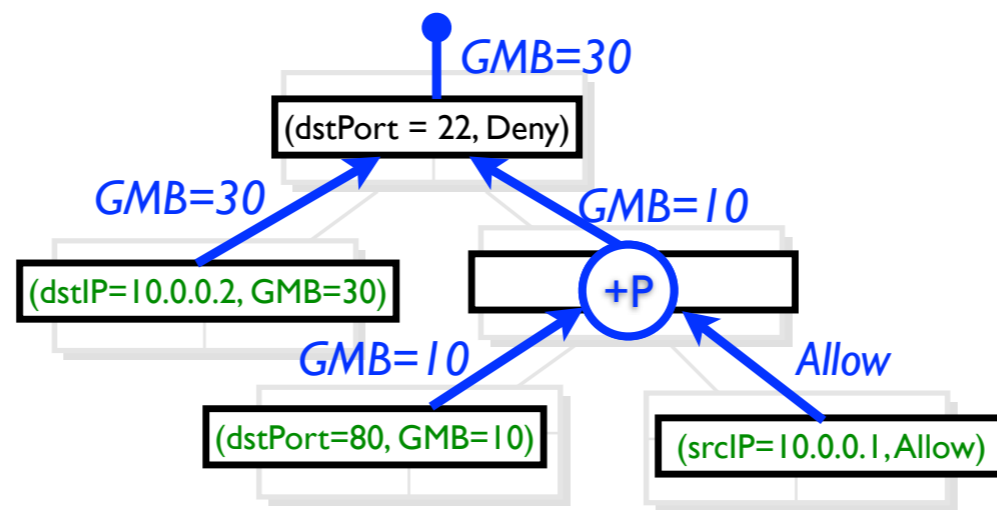 GMB=30
(dstPort = 22, Deny)
GMB=30
GMB=10
(dstIP=10.0.0.2, GMB=30)
+P
GMB=10
Allow
(dstPort=80, GMB=10)
(srcIP=10.0.0.1, Allow)